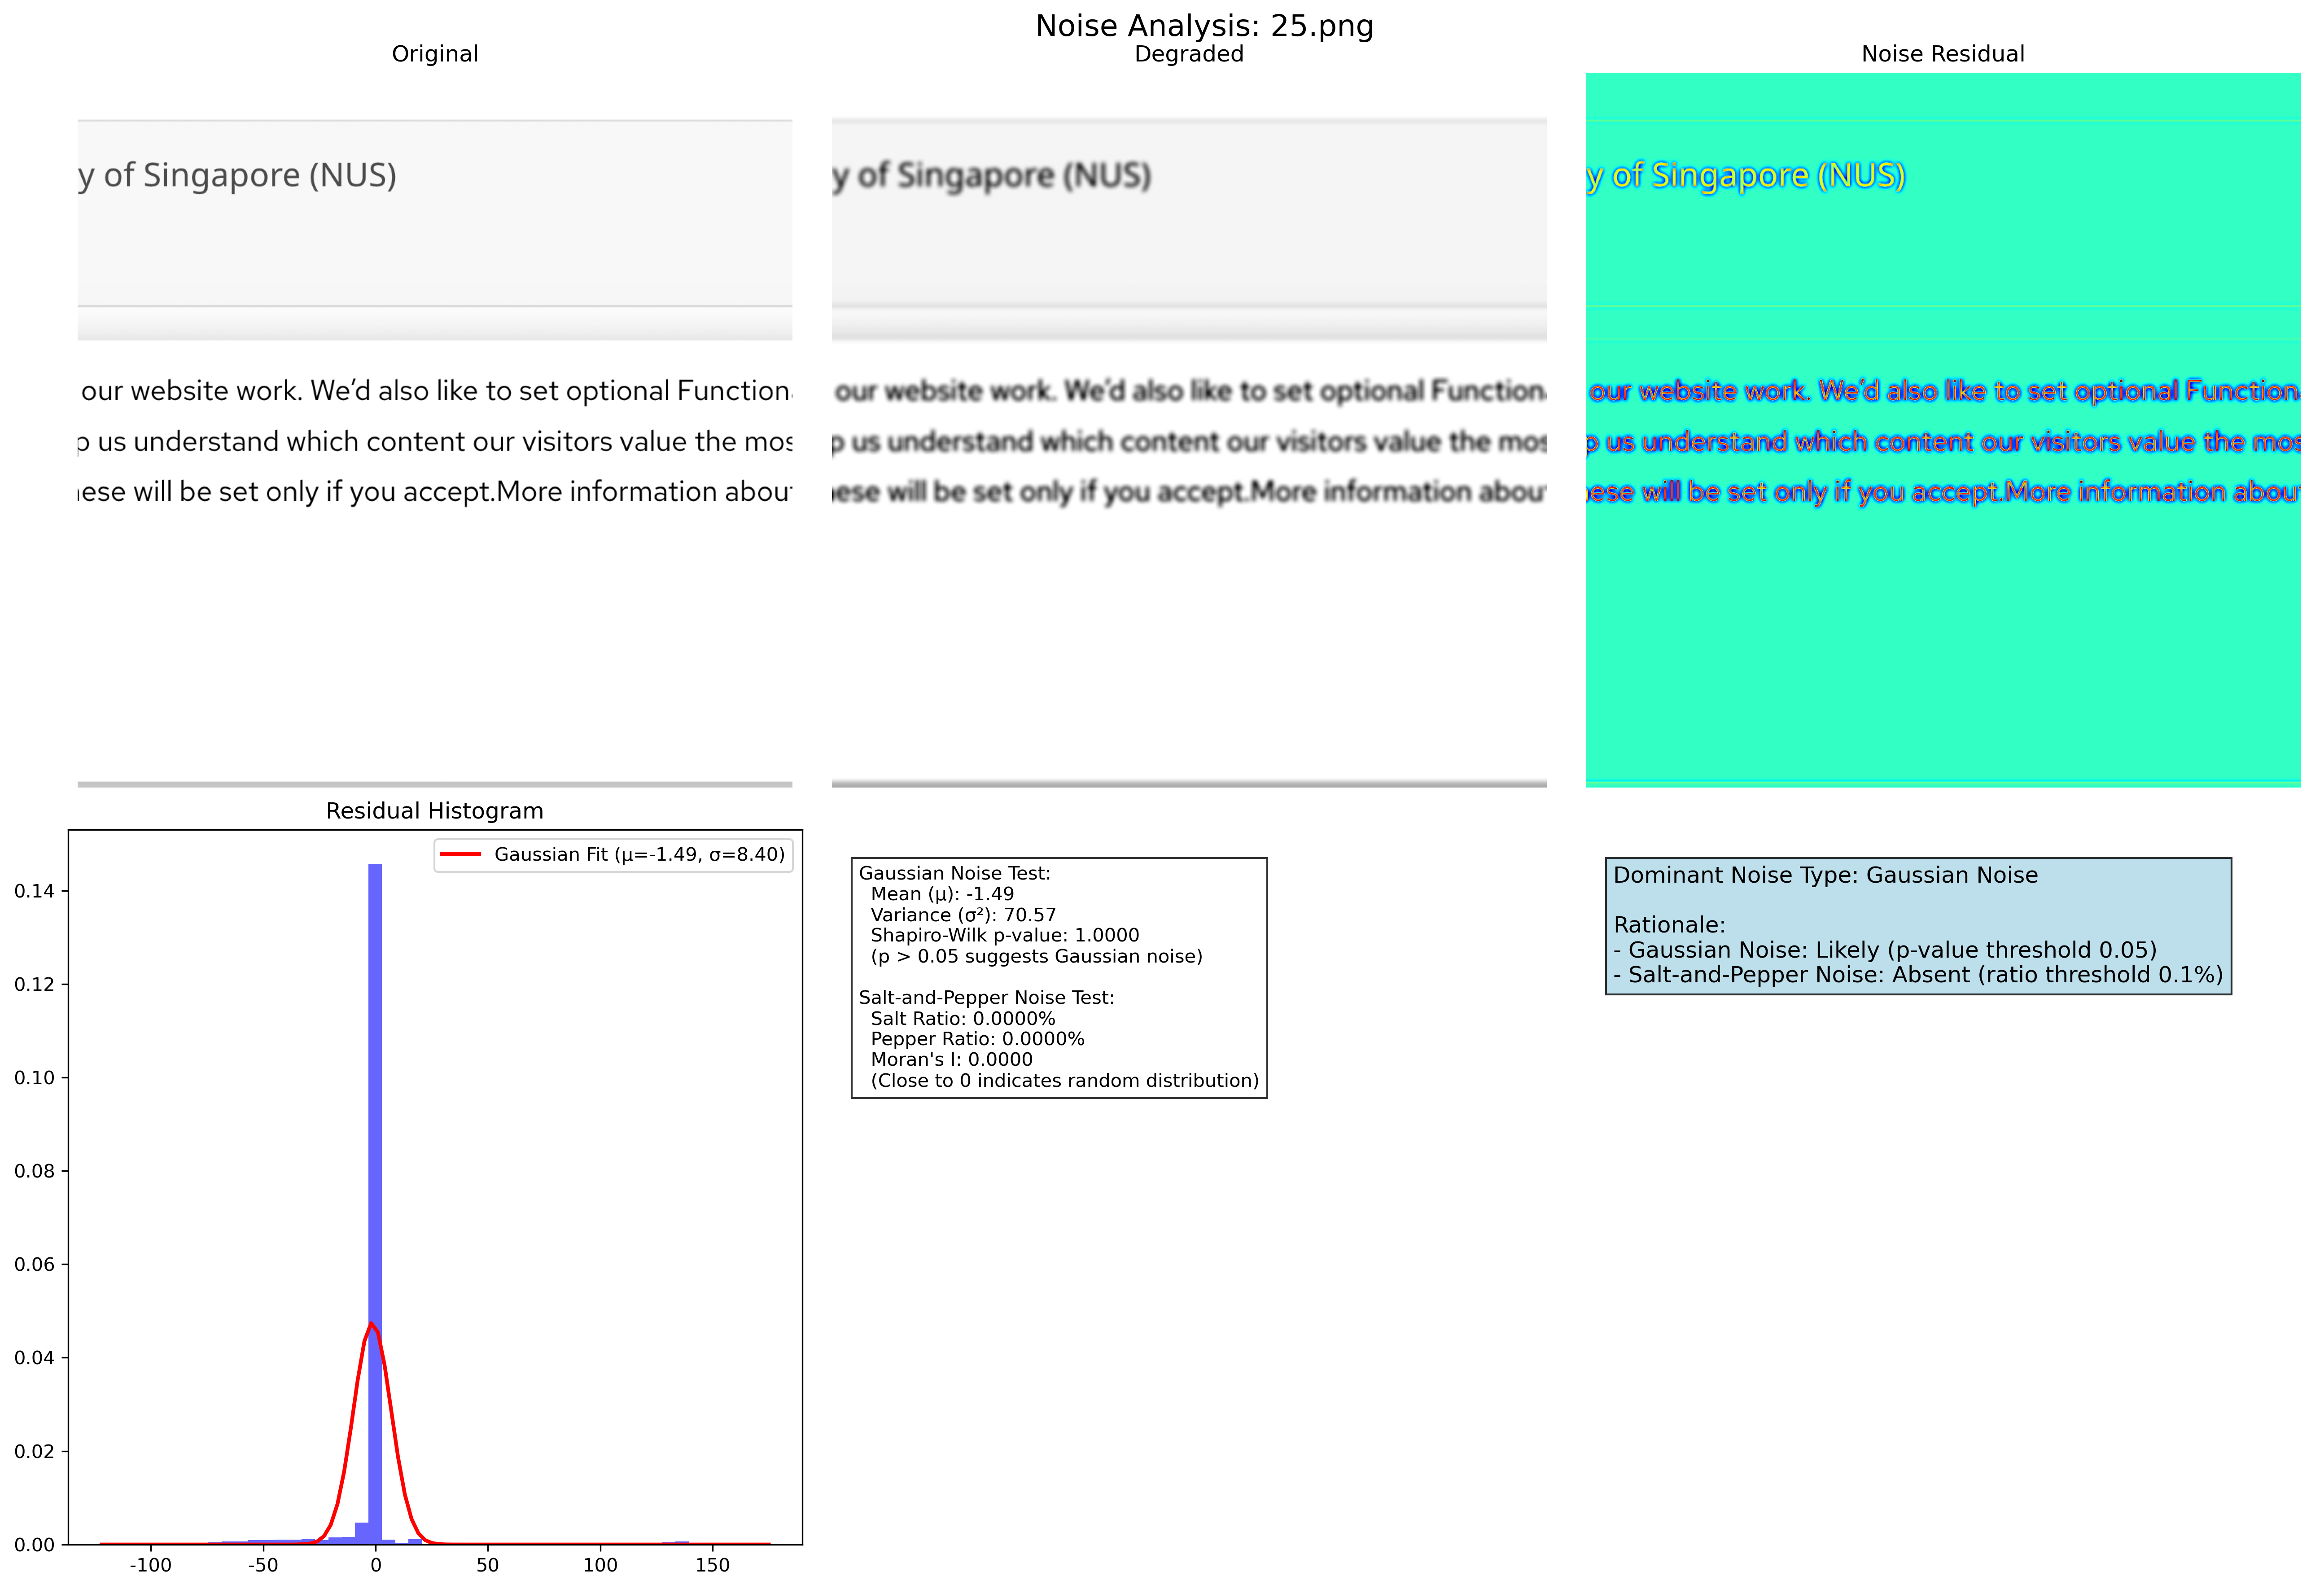 Noise Analysis: 25.png
Original
Degraded
Noise Residual
y of Singapore (NUS)
our website work. We’d also like to set optional Function
p us understand which content our visitors value the mos
ese will be set only if you accept.More information abou
y of Singapore (NUS)
our website work. We’d also like to set optional Function
p us understand which content our visitors value the mos
ese will be set only if you accept.More information abou
y of Singapore (NUS)
our website work. We’d also like to set optional Function
p us understand which content our visitors value the mos
ese will be set only if you accept.More information abou
Residual Histogram
Gaussian Fit (μ=-1.49, σ=8.40)
0.14
0.12
0.10
0.08
0.06
0.04
0.02
0.00
-100 -50 0 50 100 150
Gaussian Noise Test:
Mean (μ): -1.49
Variance (σ²): 70.57
Shapiro-Wilk p-value: 1.0000
(p > 0.05 suggests Gaussian noise)
Salt-and-Pepper Noise Test:
Salt Ratio: 0.0000%
Pepper Ratio: 0.0000%
Moran's I: 0.0000
(Close to 0 indicates random distribution)
Dominant Noise Type: Gaussian Noise
Rationale:
- Gaussian Noise: Likely (p-value threshold 0.05)
- Salt-and-Pepper Noise: Absent (ratio threshold 0.1%)